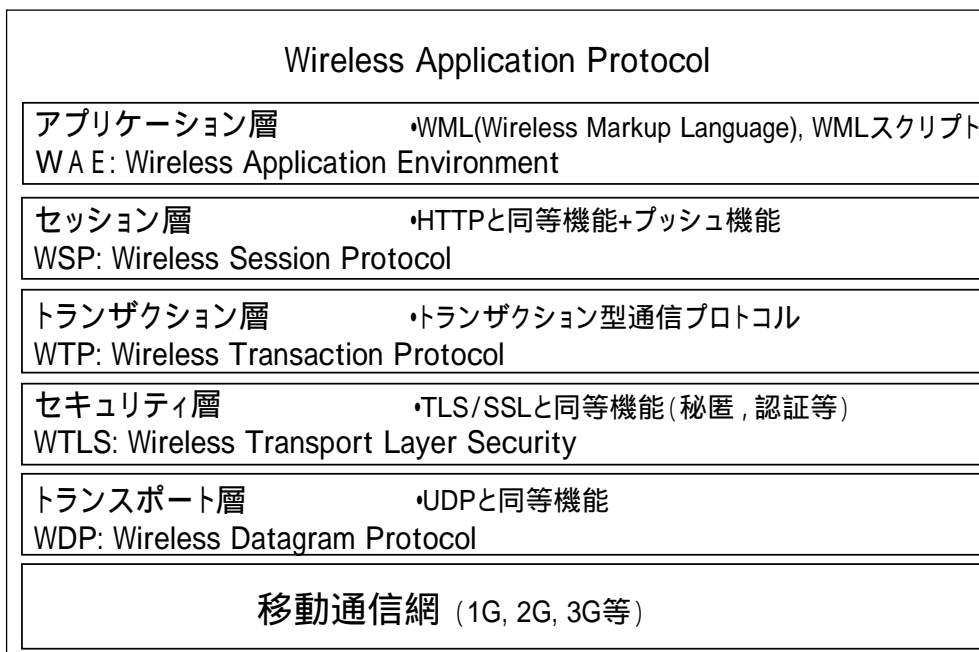 Wireless Application Protocol
アプリケーション層 •WML(Wireless Markup Language), WMLスクリプト
WAE: Wireless Application Environment
セッション層 •HTTPと同等機能+プッシュ機能
WSP: Wireless Session Protocol
トランザクション層 •トランザクション型通信プロトコル
WTP: Wireless Transaction Protocol
セキュリティ層 •TLS/SSLと同等機能(秘匿,認証等)
WTLS: Wireless Transport Layer Security
トランスポート層 •UDPと同等機能
WDP: Wireless Datagram Protocol
移動通信網 (1G, 2G, 3G等)